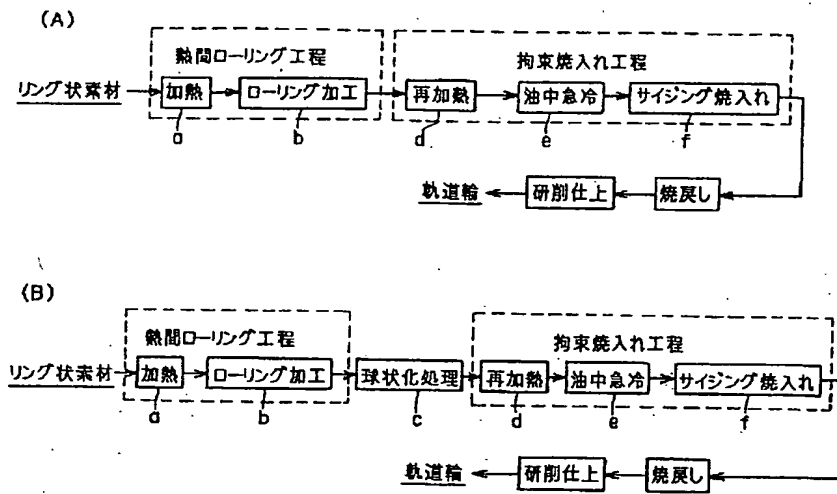 (A)
熱間ローリング工程
拘束焼入れ工程
リング状素材
加熱
ローリング加工
再加熱
油中急冷
サイジング焼入れ
a
b
d
e
f
軌道輪
研削仕上
焼戻し
(B)
熱間ローリング工程
拘束焼入れ工程
リング状素材
加熱
ローリング加工
球状化処理
再加熱
油中急冷
サイジング焼入れ
a
b
c
d
e
f
軌道輪
研削仕上
焼戻し